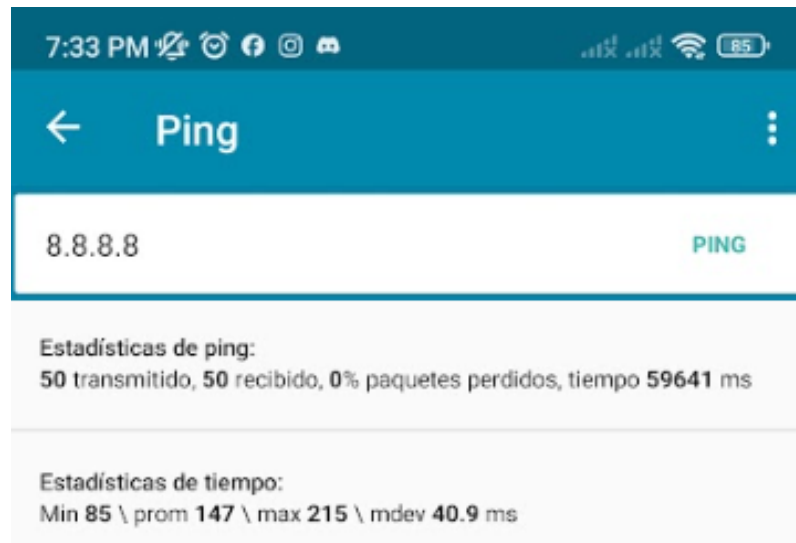 7:33 PM 85
Ping
8.8.8.8 PING
Estadísticas de ping:
50 transmitido, 50 recibido, 0% paquetes perdidos, tiempo 59641 ms
Estadísticas de tiempo:
Min 85 \ prom 147 \ max 215 \ mdev 40.9 ms